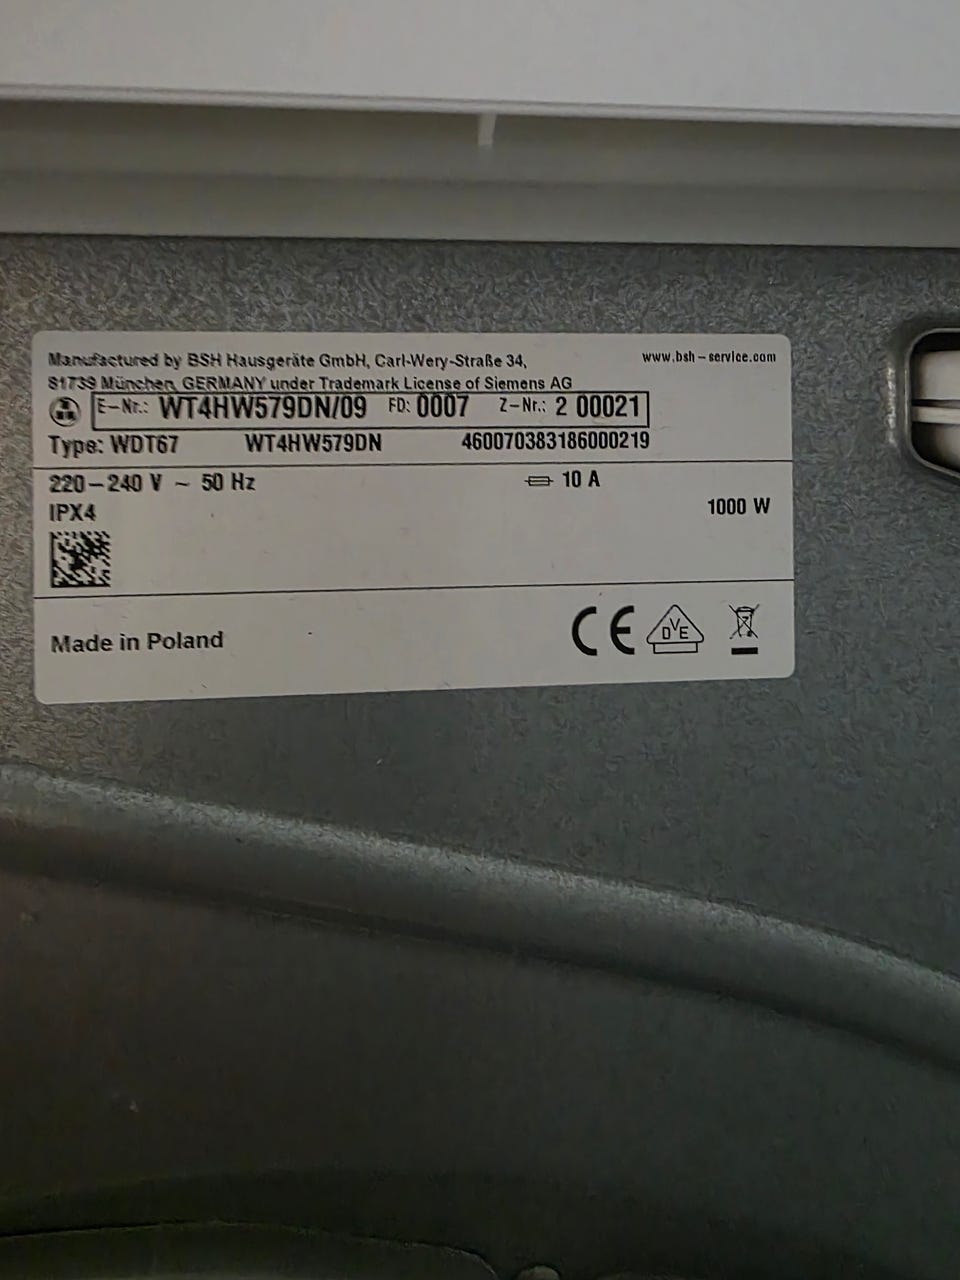 Manufactured by BSH Hausgeräte GmbH, Carl-Wery-Straße 34,
www.bsh-service.com
81739 München, GERMANY under Trademark License of Siemens AG
E-Nr.: WT4HW579DN/09 FD: 0007 Z-Nr.: 2 00021
Type: WDT67 WT4HW579DN 460070383186000219
220-240 V ~ 50 Hz 10 A
IPX4 1000 W
Made in Poland CE DVE